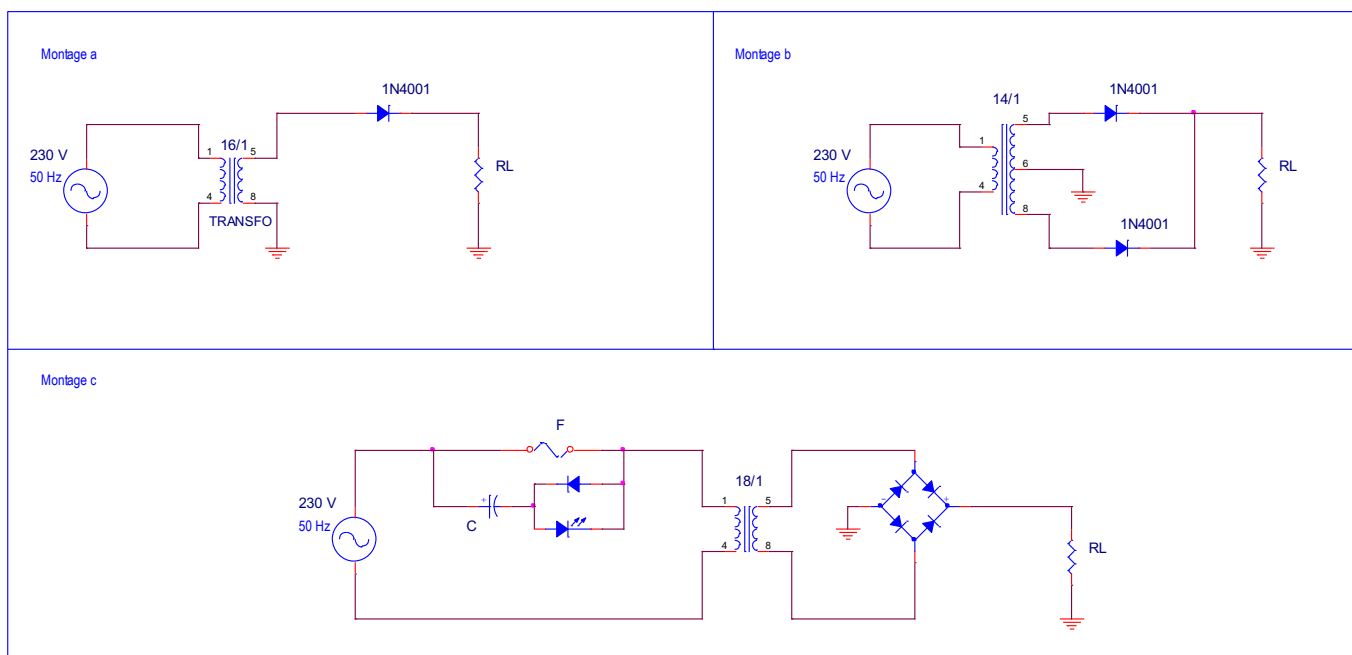 Montage a
1N4001
16/1
230 V
50 Hz
1
5
4
8
TRANSFO
RL
Montage b
1N4001
14/1
230 V
50 Hz
1
5
6
4
8
1N4001
RL
Montage c
F
230 V
50 Hz
+
C
18/1
1
5
4
8
- +
RL